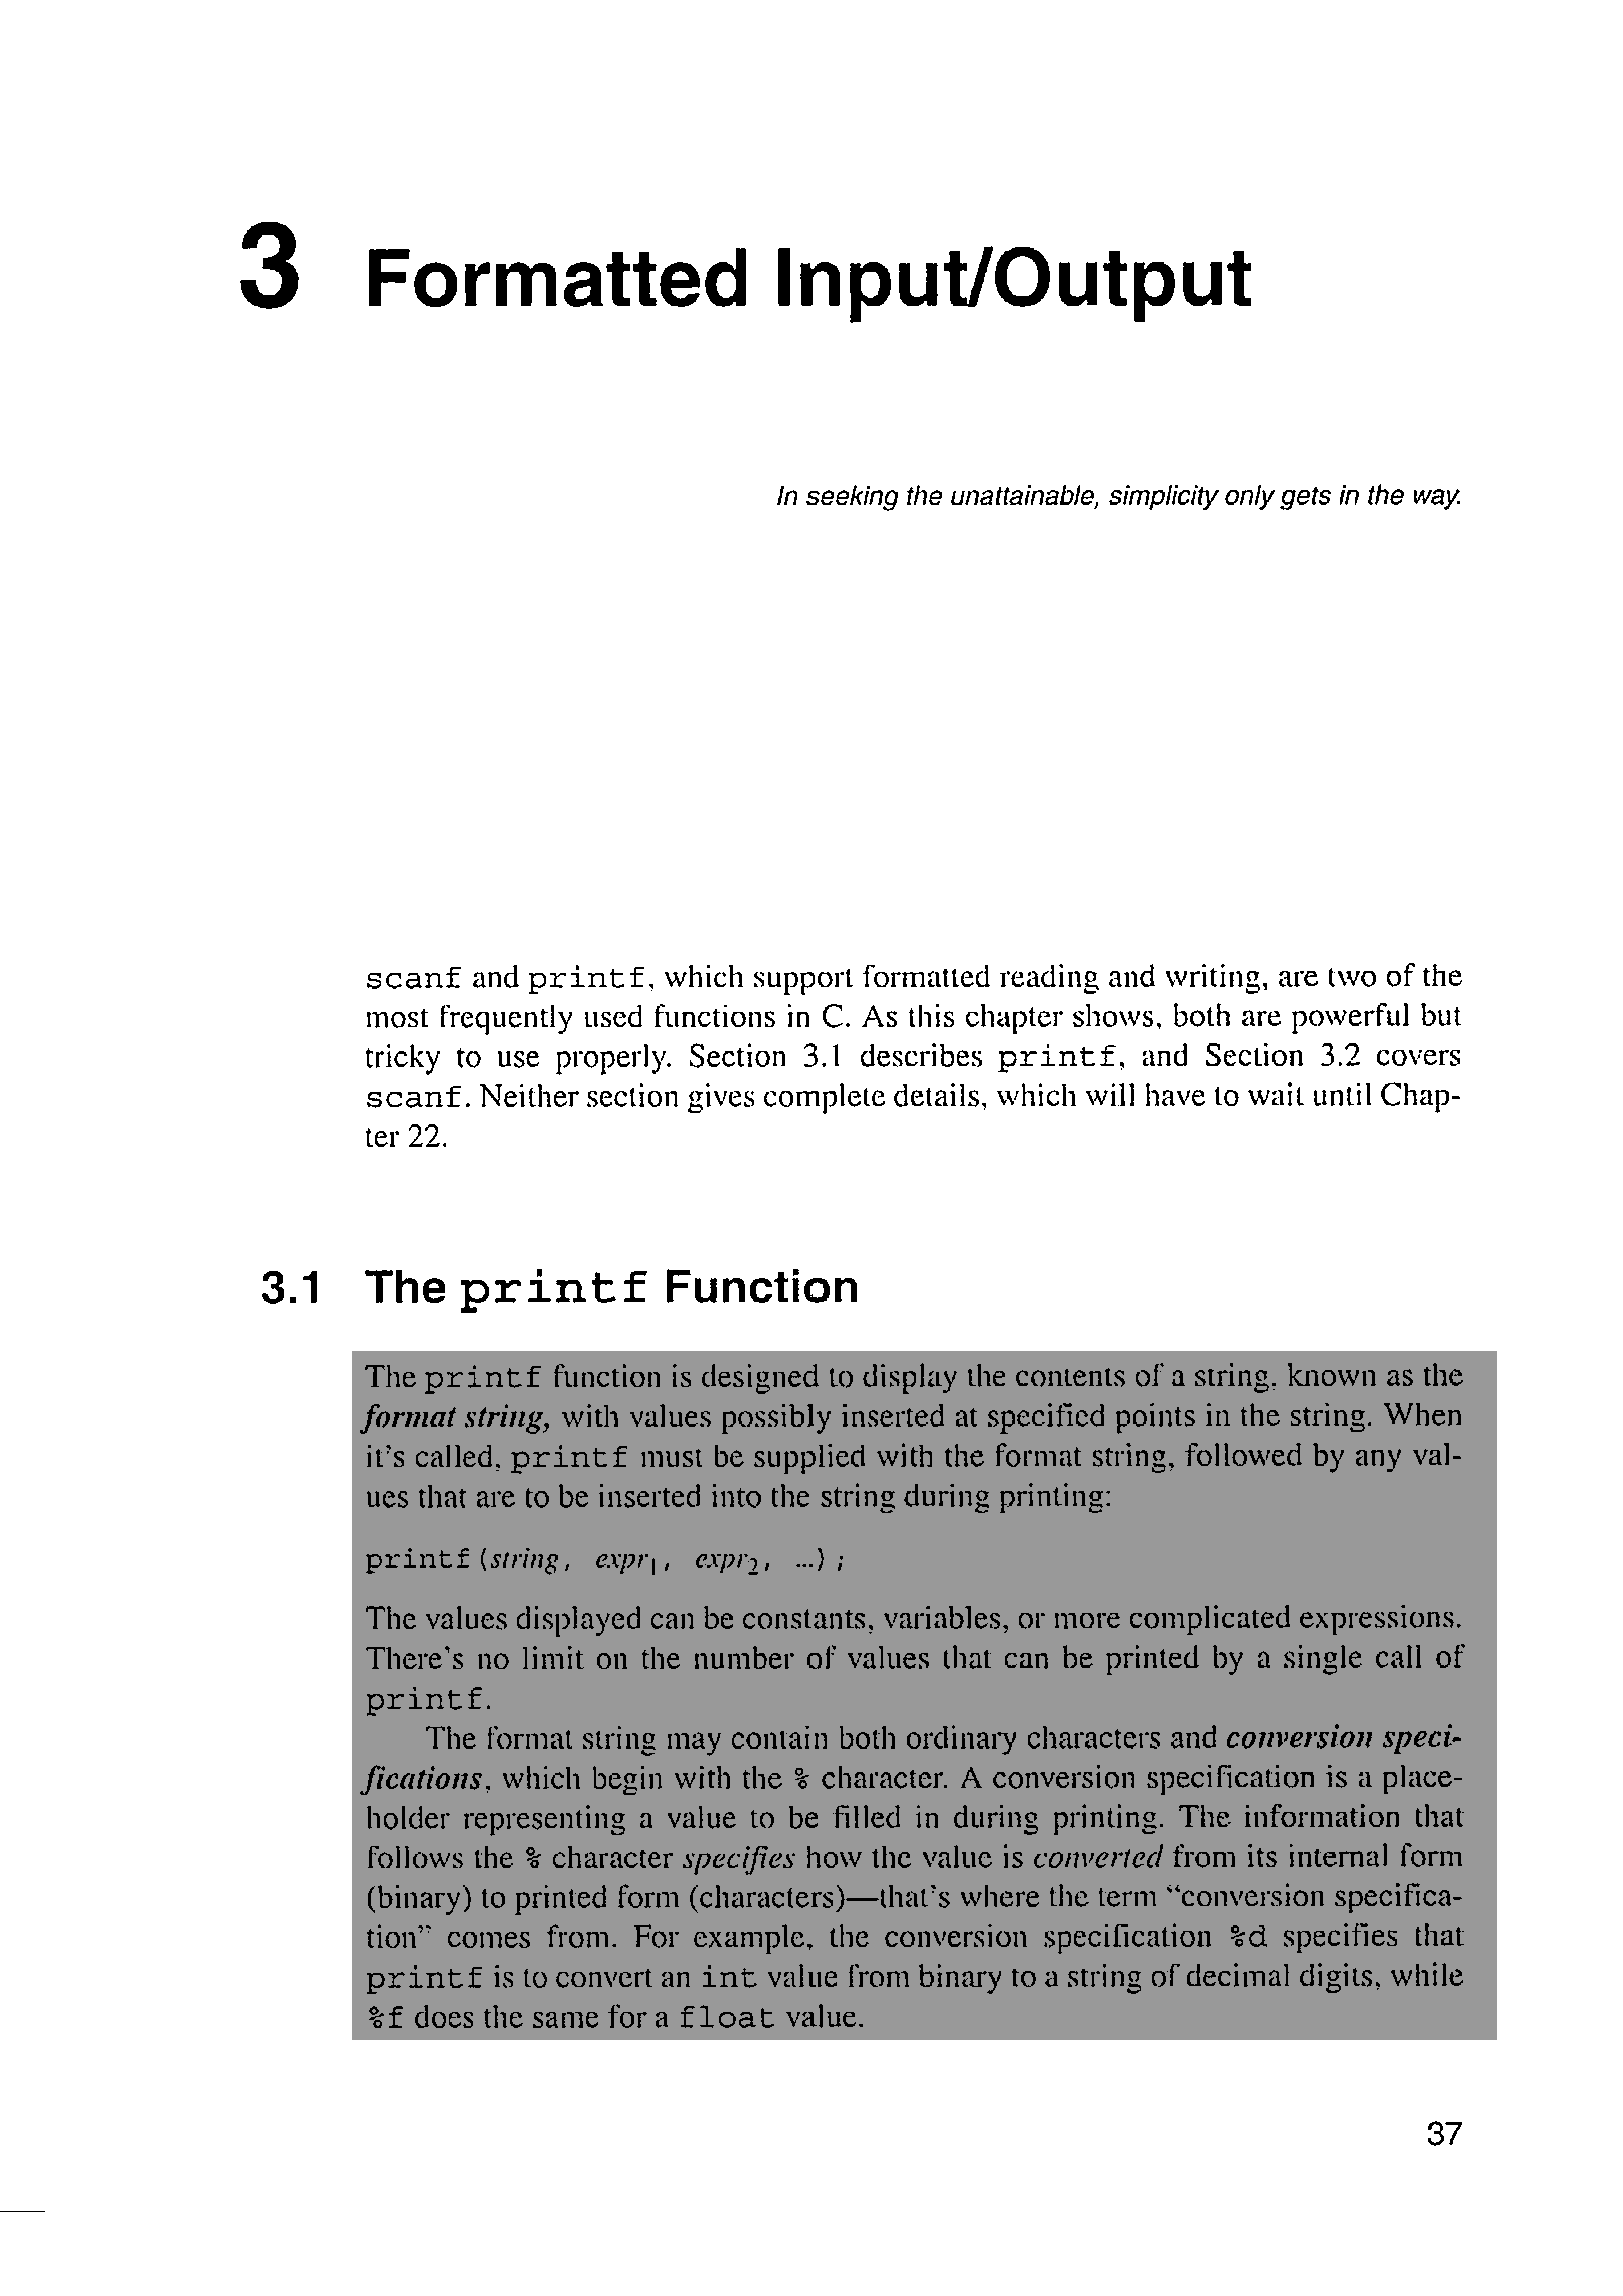 3 Formatted Input/Output
In seeking the unattainable, simplicity only gets in the way.
scanf and printf, which support formatted reading and writing, are two of the
most frequently used functions in C. As this chapter shows, both are powerful but
tricky to use properly. Section 3.1 describes printf, and Section 3.2 covers
scanf. Neither section gives complete details, which will have to wait until Chap-
ter 22.
3.1 The printf Function
The printf function is designed to display the contents of a string, known as the
format string, with values possibly inserted at specified points in the string. When
it's called, printf must be supplied with the format string, followed by any val-
ues that are to be inserted into the string during printing:
printf(string, expr₁, expr₂, ...);
The values displayed can be constants, variables, or more complicated expressions.
There's no limit on the number of values that can be printed by a single call of
printf.
The format string may contain both ordinary characters and conversion speci-
fications, which begin with the % character. A conversion specification is a place-
holder representing a value to be filled in during printing. The information that
follows the % character specifies how the value is converted from its internal form
(binary) to printed form (characters)—that's where the term “conversion specifica-
tion” comes from. For example, the conversion specification %d specifies that
printf is to convert an int value from binary to a string of decimal digits, while
%f does the same for a float value.
37